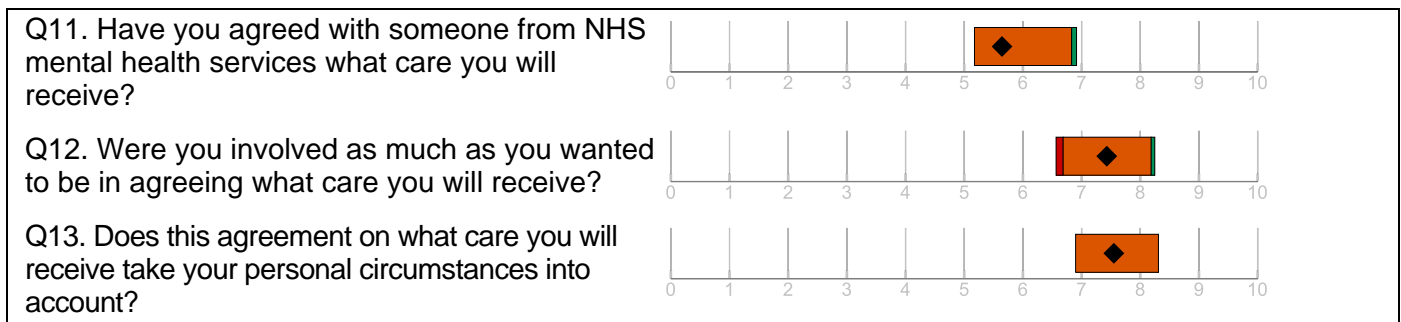 Q11. Have you agreed with someone from NHS
mental health services what care you will
receive?
0 1 2 3 4 5 6 7 8 9 10
Q12. Were you involved as much as you wanted
to be in agreeing what care you will receive?
0 1 2 3 4 5 6 7 8 9 10
Q13. Does this agreement on what care you will
receive take your personal circumstances into
account?
0 1 2 3 4 5 6 7 8 9 10